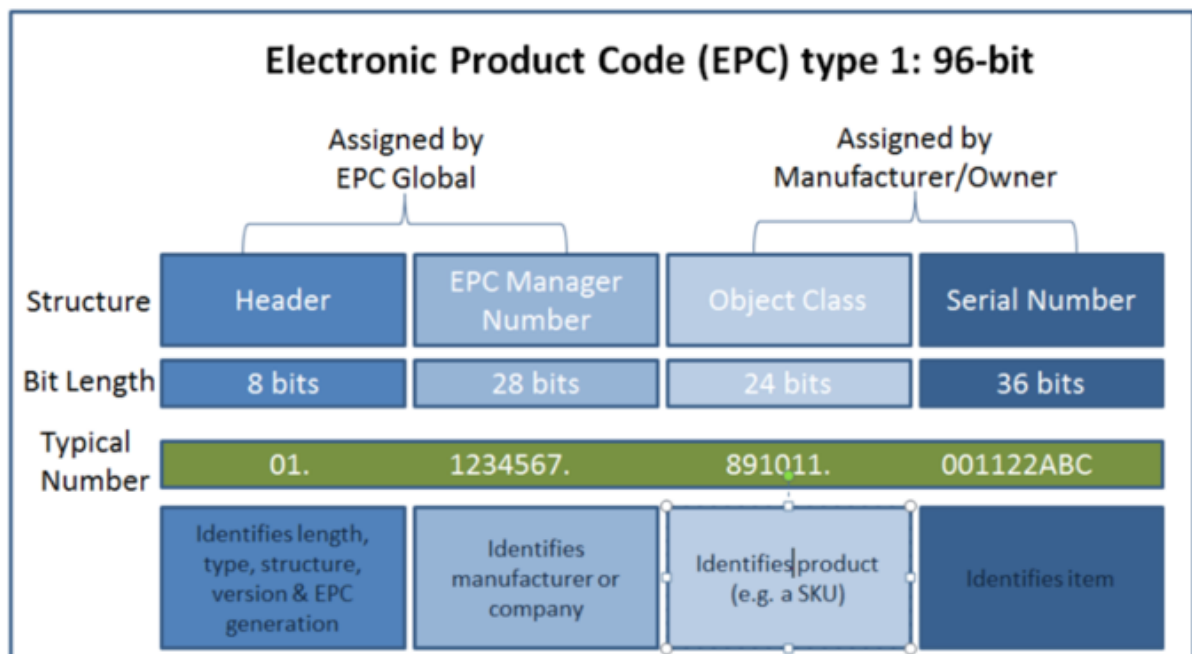 Electronic Product Code (EPC) type 1: 96-bit
Assigned by
EPC Global
Assigned by
Manufacturer/Owner
Structure
Header
EPC Manager
Number
Object Class
Serial Number
Bit Length
8 bits
28 bits
24 bits
36 bits
Typical
Number
01.
1234567.
891011.
001122ABC
Identifies length,
type, structure,
version & EPC
generation
Identifies
manufacturer or
company
Identifies product
(e.g. a SKU)
Identifies item